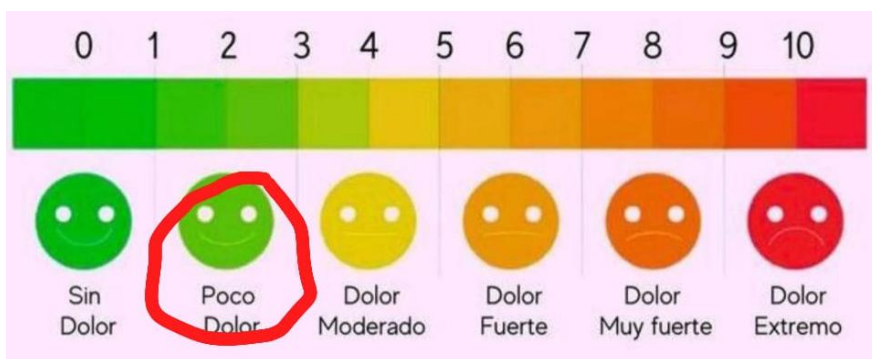 0 1 2 3 4 5 6 7 8 9 10
Sin Dolor
Poco Dolor
Dolor Moderado
Dolor Fuerte
Dolor Muy fuerte
Dolor Extremo